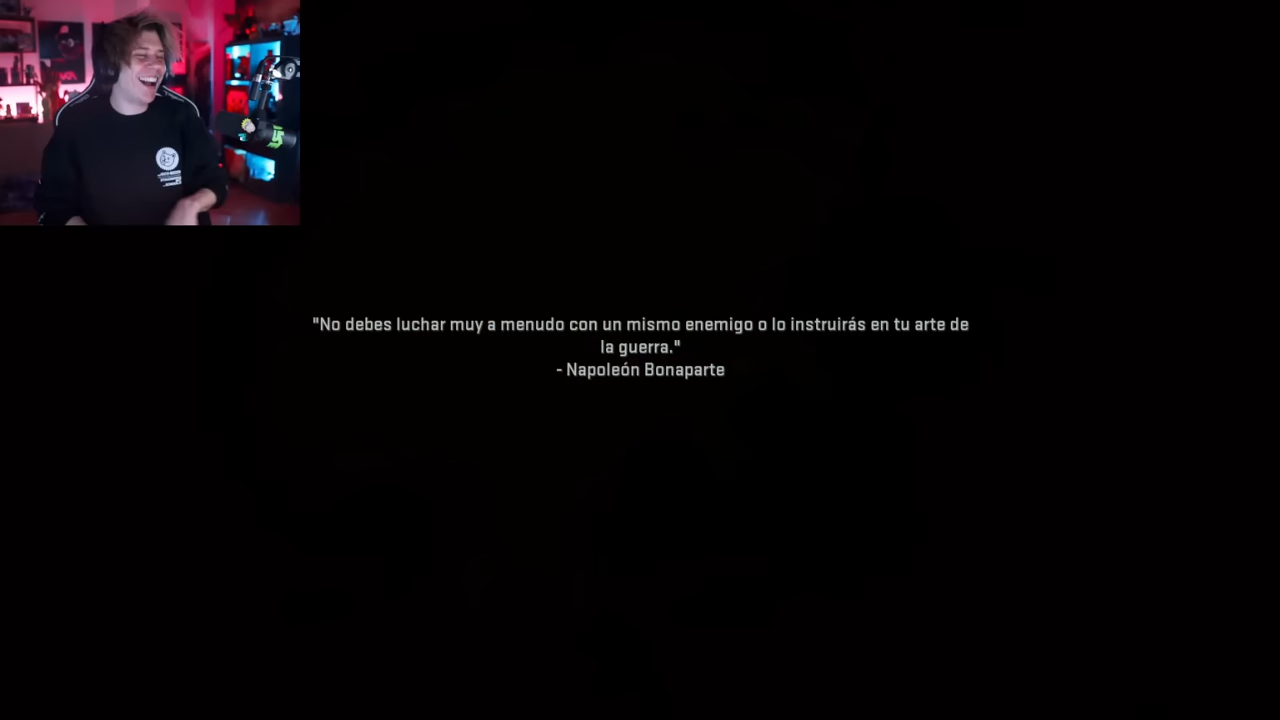 "No debes luchar muy a menudo con un mismo enemigo o lo instruirás en tu arte de
la guerra."
- Napoleón Bonaparte